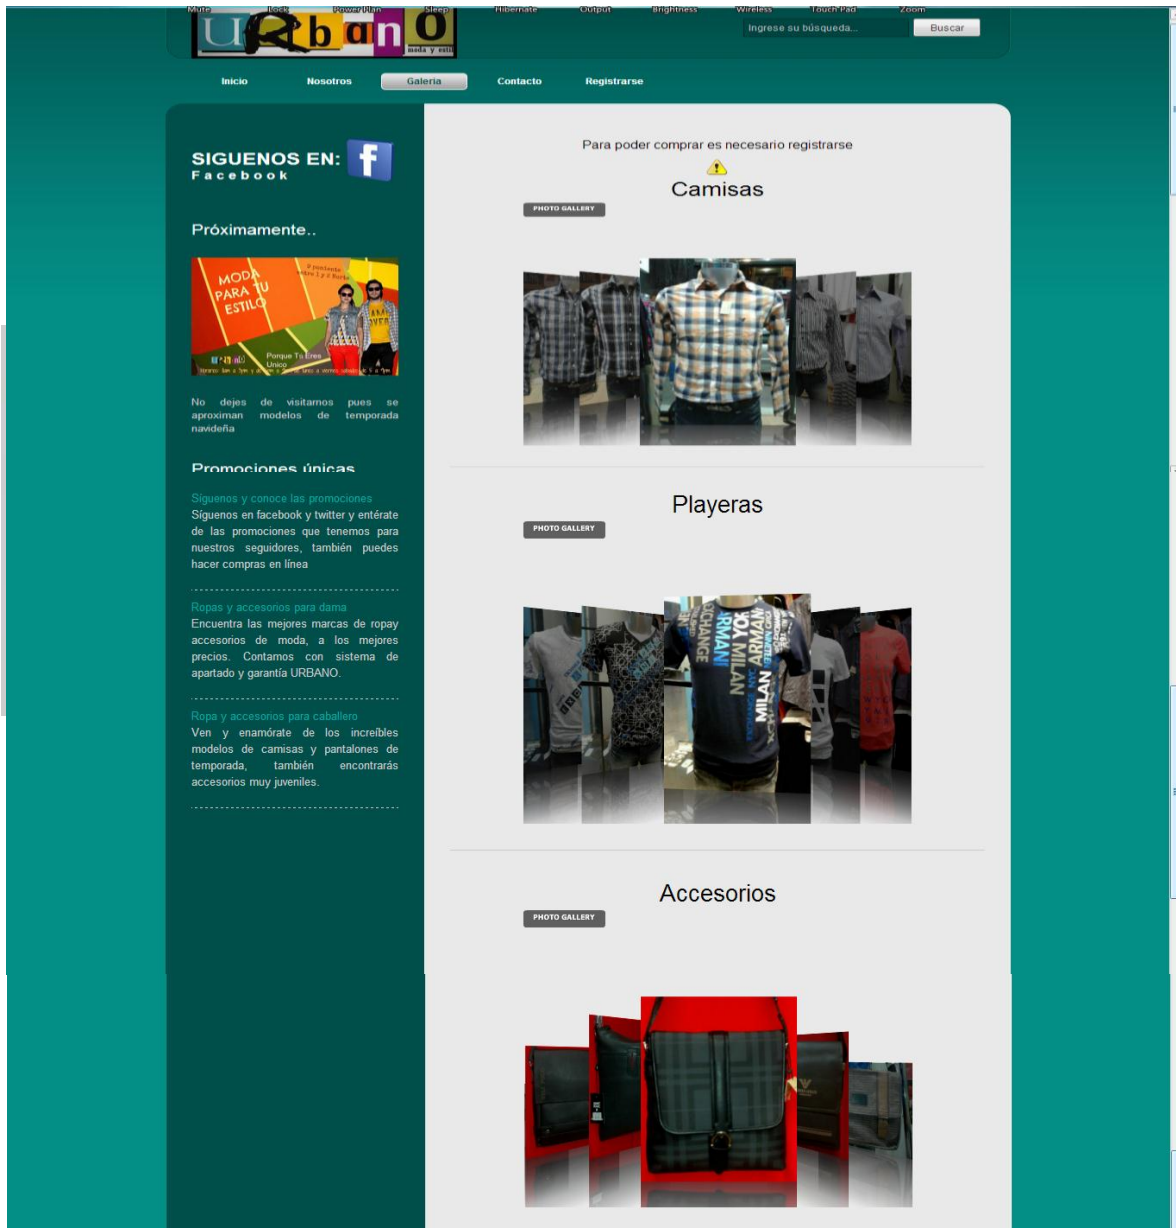 Mute Lock Power Plan Sleep Hibernate Output Brightness Wireless Touch Pad Zoom
URbanO
moda y estil
Ingrese su búsqueda...
Buscar
Inicio Nosotros Galeria Contacto Registrarse
SIGUENOS EN:
Facebook
f
Próximamente..
MODA
PARA TU
ESTILO
Porque Tu Eres
Unico
No dejes de visitarnos pues se
aproximan modelos de temporada
navideña
Promociones únicas
Síguenos y conoce las promociones
Síguenos en facebook y twitter y entérate
de las promociones que tenemos para
nuestros seguidores, también puedes
hacer compras en línea
Ropas y accesorios para dama
Encuentra las mejores marcas de ropay
accesorios de moda, a los mejores
precios. Contamos con sistema de
apartado y garantía URBANO.
Ropa y accesorios para caballero
Ven y enamórate de los increíbles
modelos de camisas y pantalones de
temporada, también encontrarás
accesorios muy juveniles.
Para poder comprar es necesario registrarse
Camisas
PHOTO GALLERY
Playeras
PHOTO GALLERY
EXCHANGE
ARMANI
YO MILAN
MILAN ARMANI
Accesorios
PHOTO GALLERY